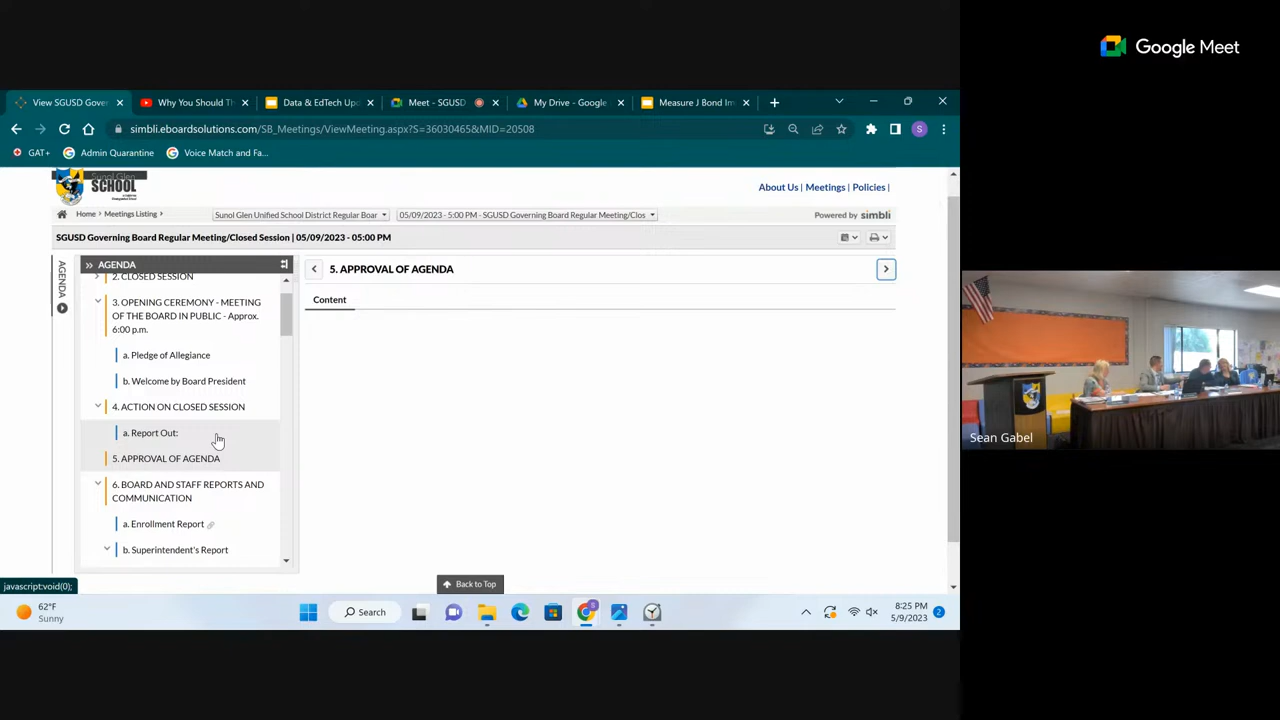 Google Meet
View SGUSD Gover
Why You Should Th
Data & EdTech Upd
Meet - SGUSD
My Drive - Google
Measure J Bond Im
simbli.eboardsolutions.com/SB_Meetings/ViewMeeting.aspx?S=36030465&MID=20508
GAT+
Admin Quarantine
Voice Match and Fa...
Sunol Glen
SCHOOL
About Us | Meetings | Policies |
Home > Meetings Listing >
Sunol Glen Unified School District Regular Boar
05/09/2023 - 5:00 PM - SGUSD Governing Board Regular Meeting/Clos
Powered by simbli
SGUSD Governing Board Regular Meeting/Closed Session | 05/09/2023 - 05:00 PM
AGENDA
AGENDA
2. CLOSED SESSION
3. OPENING CEREMONY - MEETING
OF THE BOARD IN PUBLIC - Approx.
6:00 p.m.
a. Pledge of Allegiance
b. Welcome by Board President
4. ACTION ON CLOSED SESSION
a. Report Out:
5. APPROVAL OF AGENDA
6. BOARD AND STAFF REPORTS AND
COMMUNICATION
a. Enrollment Report
b. Superintendent's Report
5. APPROVAL OF AGENDA
Content
Back to Top
javascript:void(0);
62°F
Sunny
Search
8:25 PM
5/9/2023
2
Sean Gabel